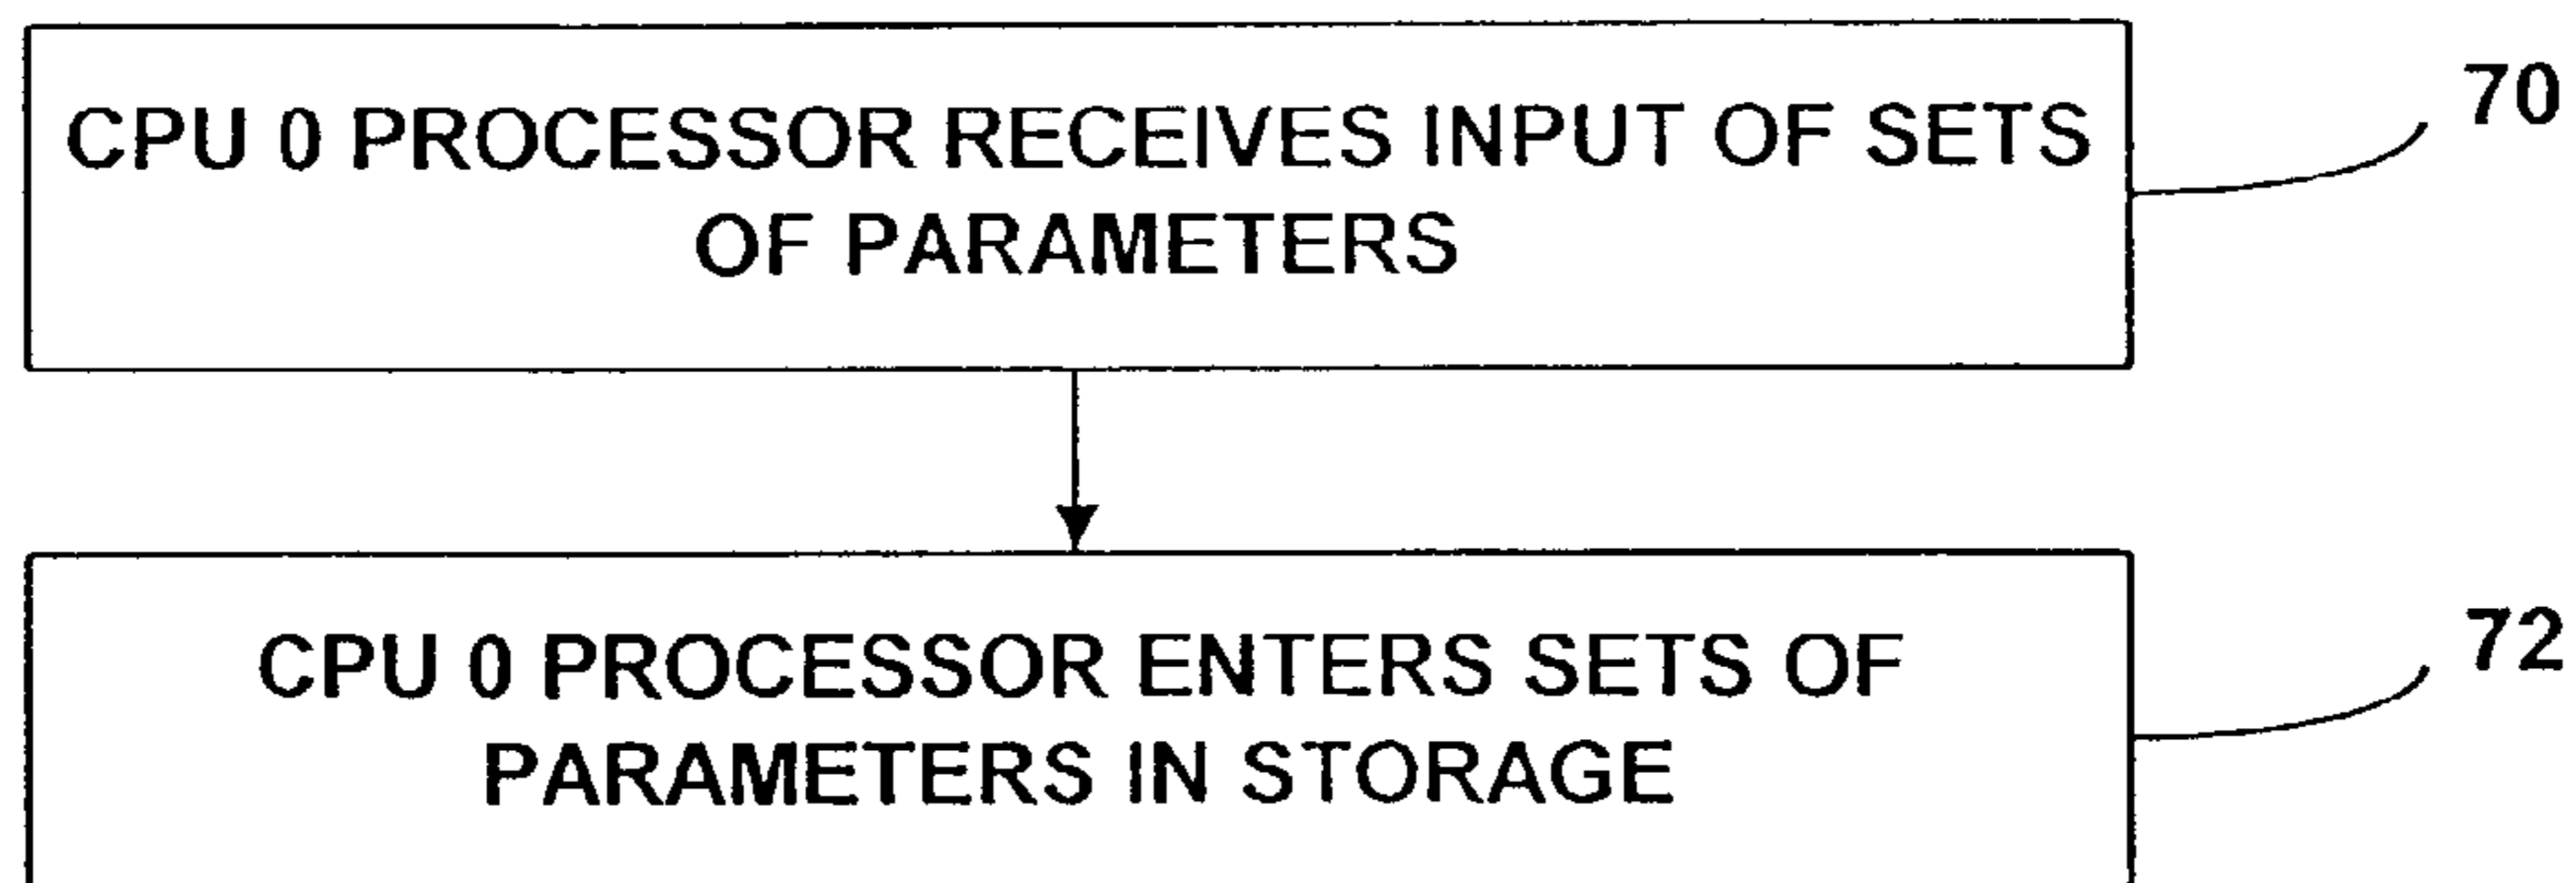 CPU 0 PROCESSOR RECEIVES INPUT OF SETS
OF PARAMETERS
70
CPU 0 PROCESSOR ENTERS SETS OF
PARAMETERS IN STORAGE
72